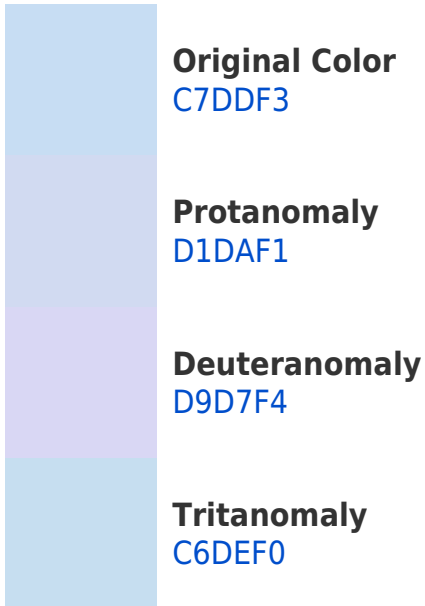 Original Color
C7DDF3
Protanomaly
D1DAF1
Deuteranomaly
D9D7F4
Tritanomaly
C6DEF0